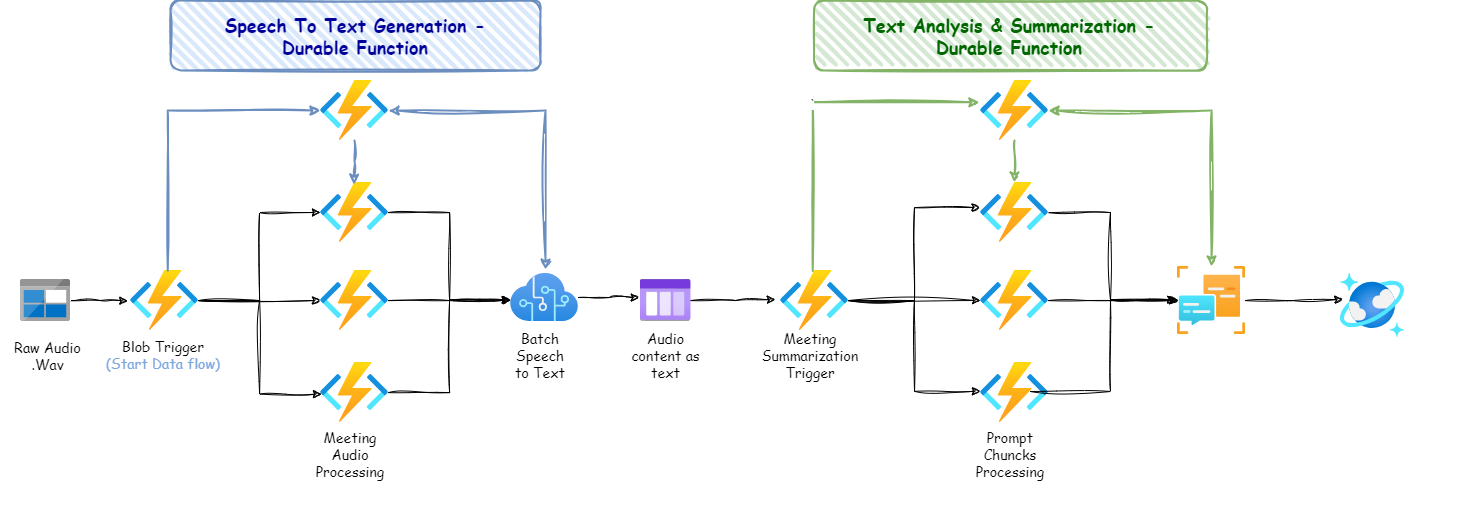 Speech To Text Generation -
Durable Function
Text Analysis & Summarization -
Durable Function
Raw Audio
.Wav
Blob Trigger
(Start Data flow)
Meeting
Audio
Processing
Batch
Speech
to Text
Audio
content as
text
Meeting
Summarization
Trigger
Prompt
Chuncks
Processing